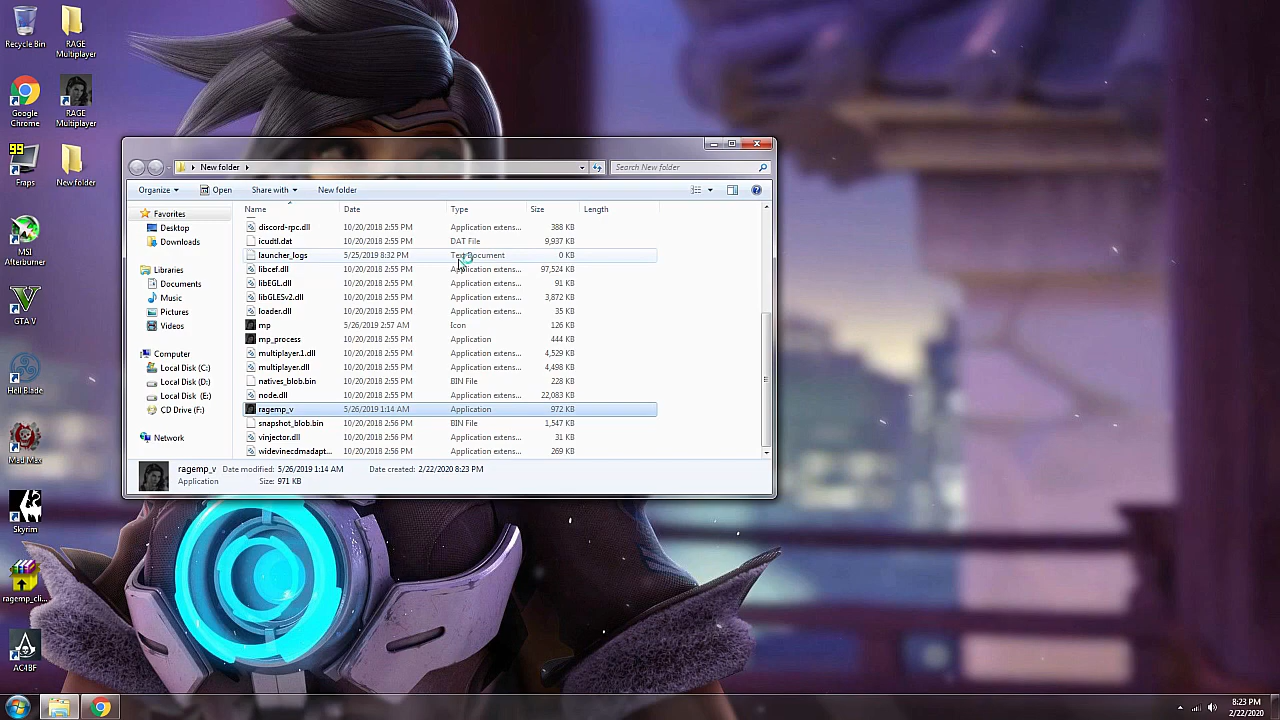 Recycle Bin
RAGE Multiplayer
Google Chrome
RAGE Multiplayer
99
Fraps
New folder
MSI Afterburner
GTA V
Hell Blade
Mad Max
Skyrim
ragemp_cli...
AC4BF
New folder
Search New folder
Organize
Open
Share with
New folder
Name Date Type Size Length
Favorites
Desktop
Downloads
Libraries
Documents
Music
Pictures
Videos
Computer
Local Disk (C:)
Local Disk (D:)
Local Disk (E:)
CD Drive (F:)
Network
discord-rpc.dll 10/20/2018 2:55 PM Application extens... 388 KB
icudtl.dat 10/20/2018 2:55 PM DAT File 9,937 KB
launcher_logs 5/25/2019 8:32 PM Text Document 0 KB
libcef.dll 10/20/2018 2:55 PM Application extens... 97,524 KB
libEGL.dll 10/20/2018 2:55 PM Application extens... 91 KB
libGLESv2.dll 10/20/2018 2:55 PM Application extens... 3,872 KB
loader.dll 10/20/2018 2:55 PM Application extens... 35 KB
mp 5/26/2019 2:57 AM Icon 126 KB
mp_process 10/20/2018 2:55 PM Application 444 KB
multiplayer.1.dll 10/20/2018 2:55 PM Application extens... 4,529 KB
multiplayer.dll 10/20/2018 2:55 PM Application extens... 4,498 KB
natives_blob.bin 10/20/2018 2:55 PM BIN File 228 KB
node.dll 10/20/2018 2:55 PM Application extens... 22,083 KB
ragemp_v 5/26/2019 1:14 AM Application 972 KB
snapshot_blob.bin 10/20/2018 2:56 PM BIN File 1,547 KB
vinjector.dll 10/20/2018 2:56 PM Application extens... 31 KB
widevinecdmadapt... 10/20/2018 2:56 PM Application extens... 269 KB
ragemp_v Date modified: 5/26/2019 1:14 AM Date created: 2/22/2020 8:23 PM
Application Size: 971 KB
8:23 PM
2/22/2020